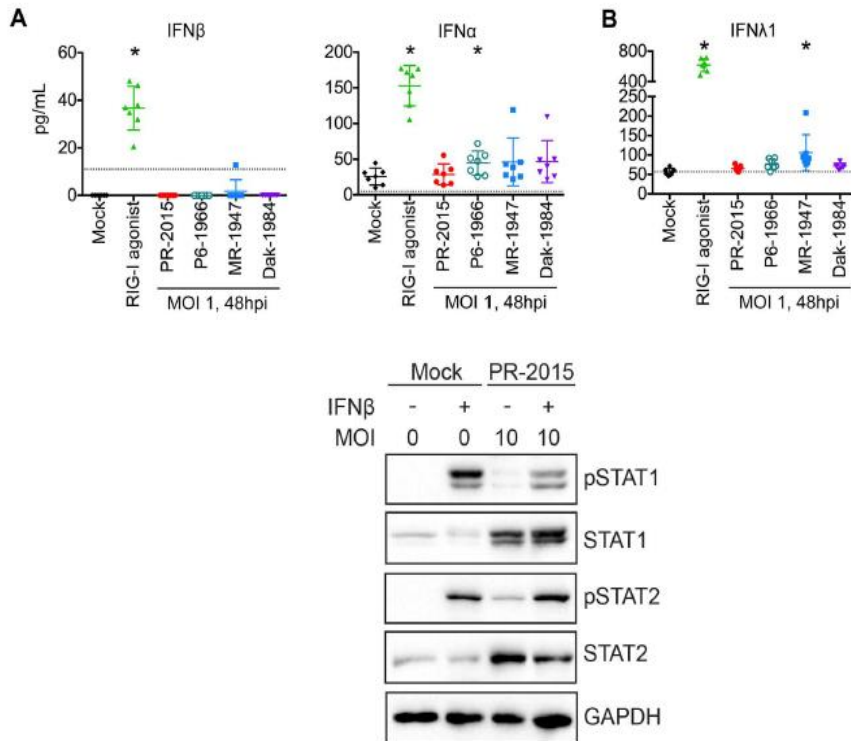 A
IFNβ
pg/mL
60
40
20
0
*
Mock
RIG-I agonist
PR-2015
P6-1966
MR-1947
Dak-1984
MOI 1, 48hpi
IFNα
200
150
100
50
0
*
*
Mock
RIG-I agonist
PR-2015
P6-1966
MR-1947
Dak-1984
MOI 1, 48hpi
B
IFNλ1
800
600
400
200
150
100
50
0
*
*
Mock
RIG-I agonist
PR-2015
P6-1966
MR-1947
Dak-1984
MOI 1, 48hpi
Mock PR-2015
IFNβ - + - +
MOI 0 0 10 10
pSTAT1
STAT1
pSTAT2
STAT2
GAPDH